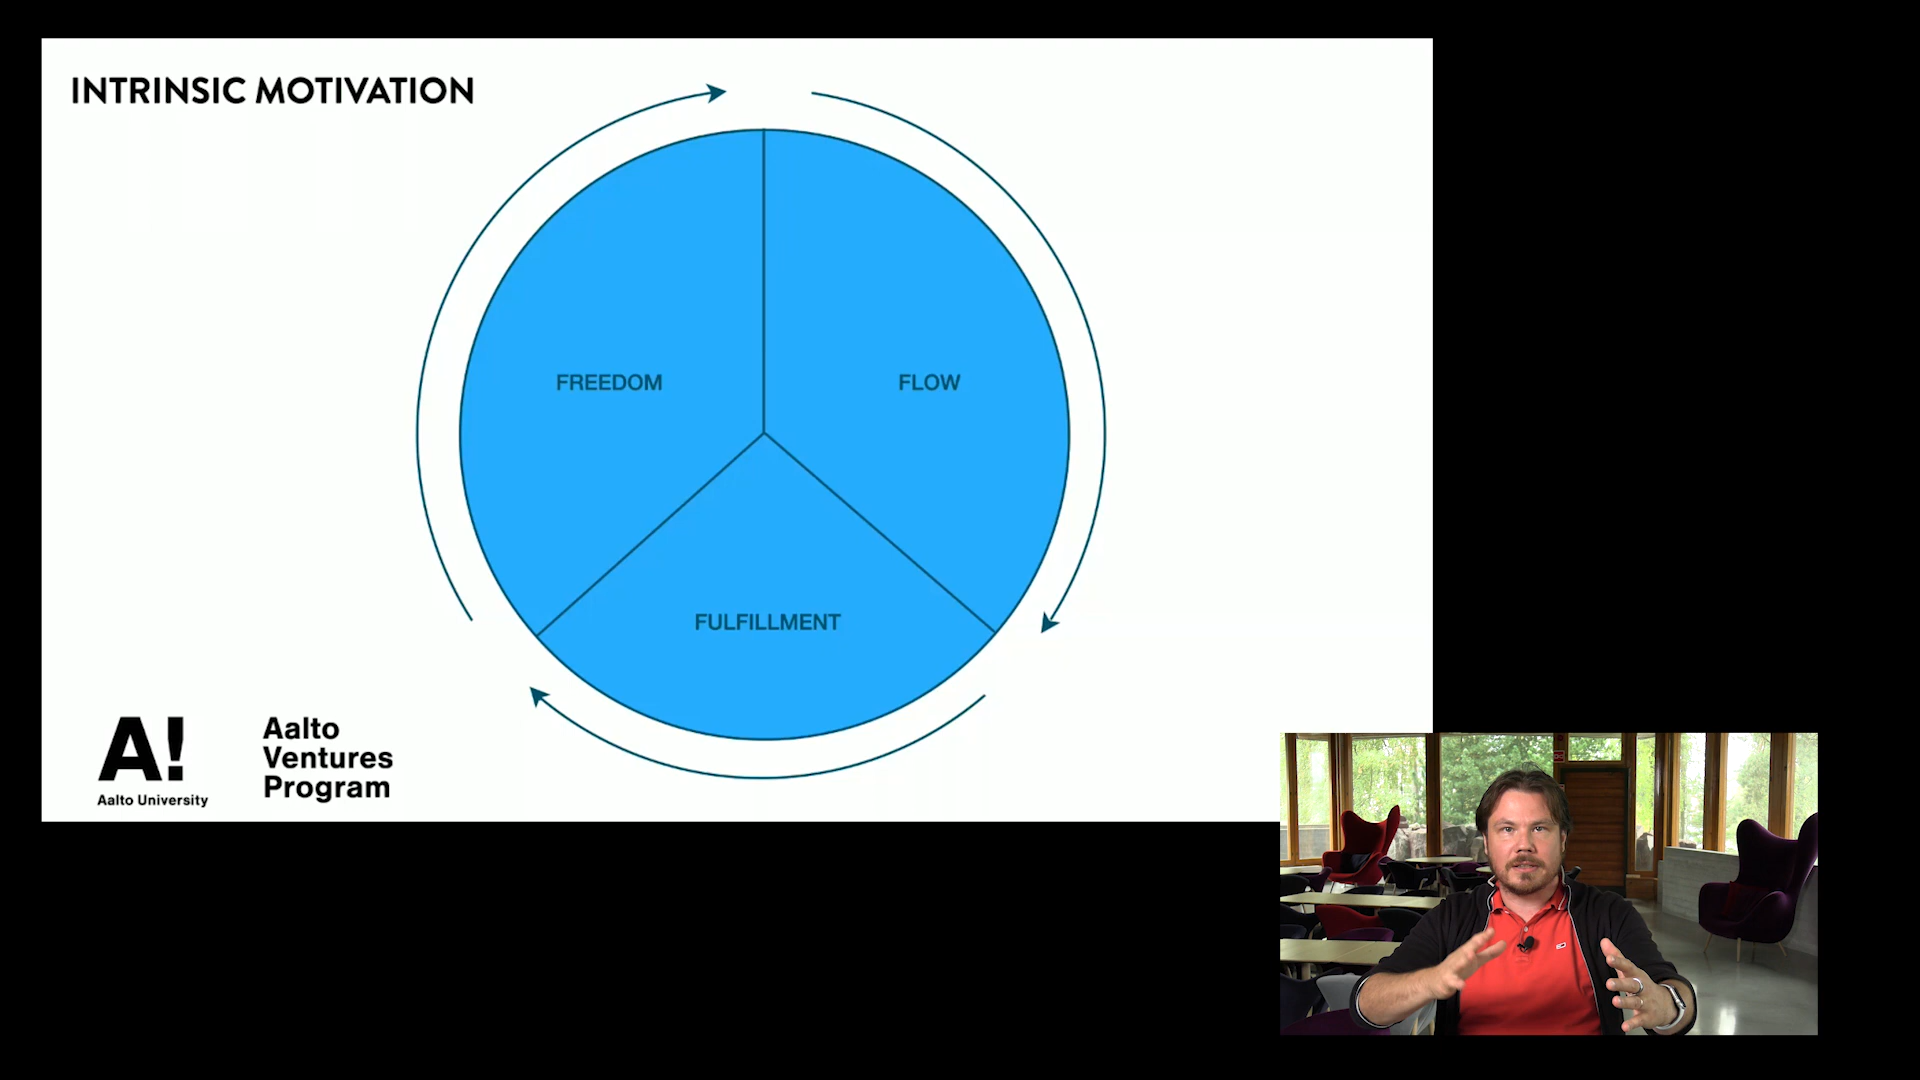 INTRINSIC MOTIVATION
FREEDOM
FLOW
FULFILLMENT
A!
Aalto University
Aalto
Ventures
Program